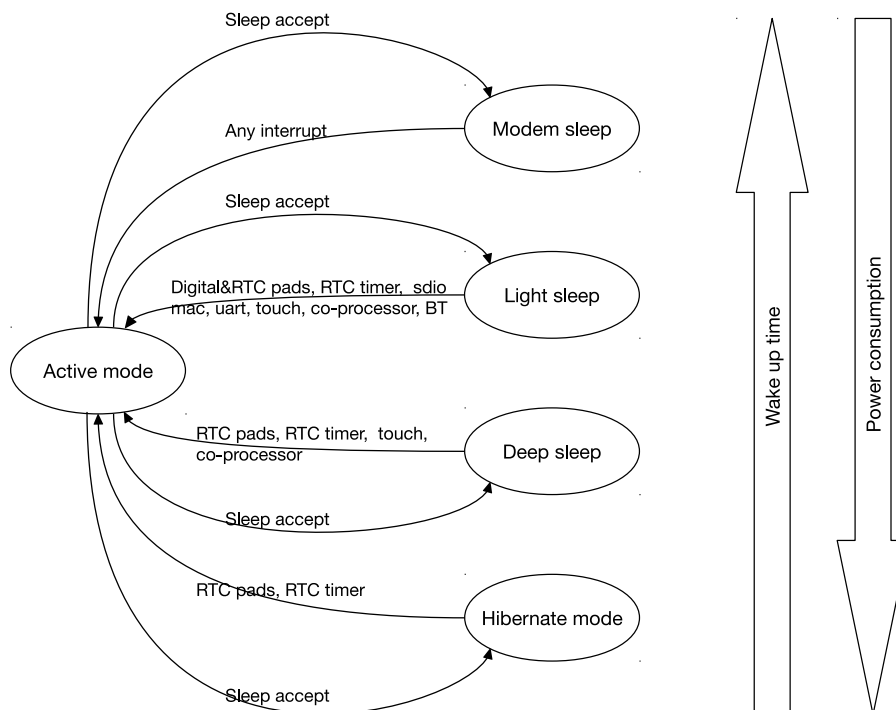 Sleep accept
Modem sleep
Any interrupt
Sleep accept
Digital&RTC pads, RTC timer, sdio
mac, uart, touch, co-processor, BT
Light sleep
Active mode
RTC pads, RTC timer, touch,
co-processor
Deep sleep
Sleep accept
RTC pads, RTC timer
Hibernate mode
Sleep accept
Wake up time
Power consumption